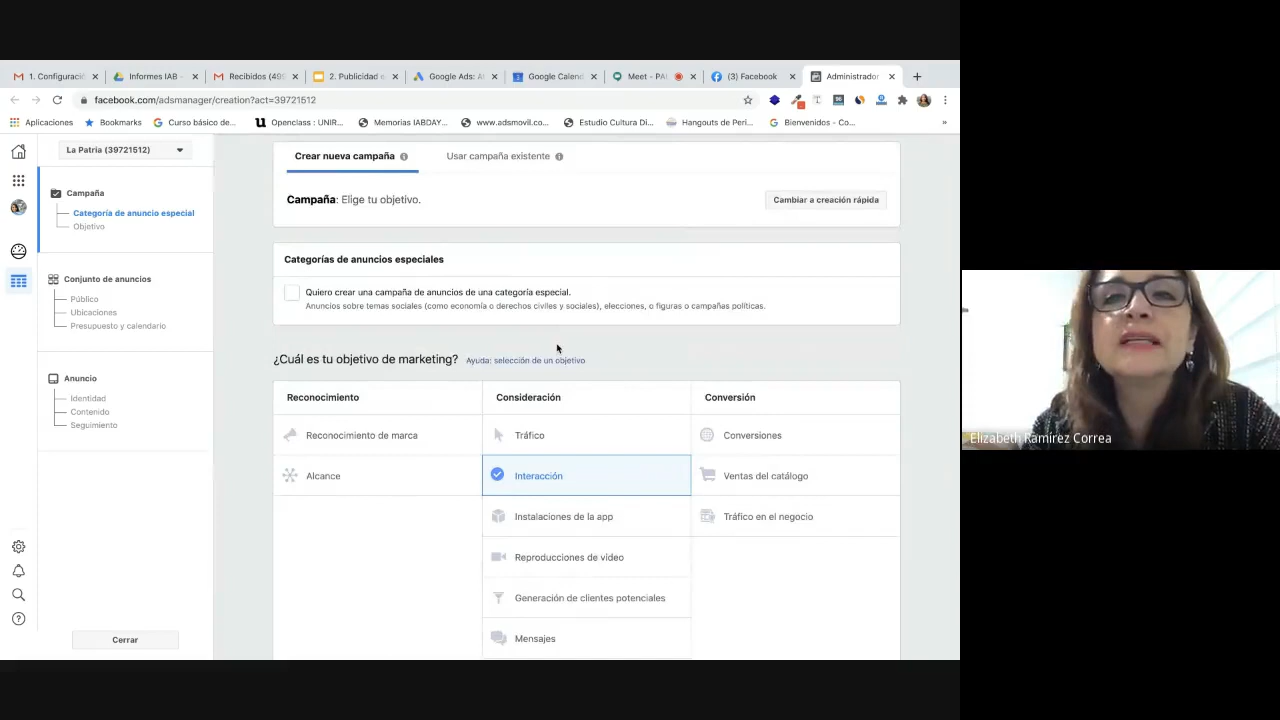 1. Configuració
Informes IAB -
Recibidos (495
2. Publicidad e
Google Ads: A
Google Calend
Meet - PA
(3) Facebook
Administrador
facebook.com/adsmanager/creation?act=39721512
Aplicaciones
Bookmarks
Curso básico de...
Openclass : UNIR...
Memorias IABDAY...
www.adsmovil.co...
Estudio Cultura Di...
Hangouts de Peri...
Bienvenidos - Co...
La Patria (39721512)
Campaña
Categoría de anuncio especial
Objetivo
Conjunto de anuncios
Público
Ubicaciones
Presupuesto y calendario
Anuncio
Identidad
Contenido
Seguimiento
Cerrar
Crear nueva campaña
Usar campaña existente
Campaña: Elige tu objetivo.
Cambiar a creación rápida
Categorías de anuncios especiales
Quiero crear una campaña de anuncios de una categoría especial.
Anuncios sobre temas sociales (como economía o derechos civiles y sociales), elecciones, o figuras o campañas políticas.
¿Cuál es tu objetivo de marketing? Ayuda: selección de un objetivo
Reconocimiento
Consideración
Conversión
Reconocimiento de marca
Tráfico
Conversiones
Alcance
Interacción
Ventas del catálogo
Instalaciones de la app
Tráfico en el negocio
Reproducciones de vídeo
Generación de clientes potenciales
Mensajes
Elizabeth Ramírez Correa